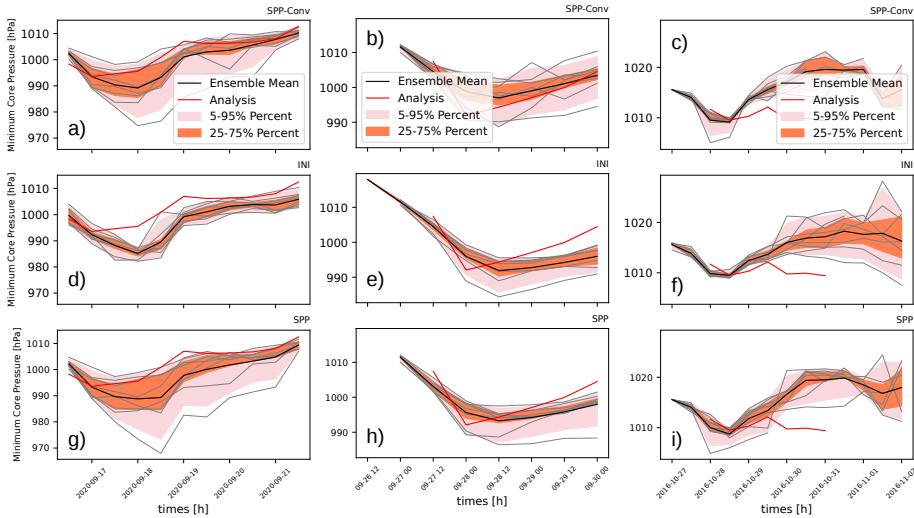 SPP-Conv
SPP-Conv
SPP-Conv
Minimum Core Pressure [hPa]
1010
1000
990
980
970
a)
Ensemble Mean
Analysis
5-95% Percent
25-75% Percent
1010
1000
990
b)
Ensemble Mean
Analysis
5-95% Percent
25-75% Percent
1020
1010
c)
Ensemble Mean
Analysis
5-95% Percent
25-75% Percent
INI
INI
INI
Minimum Core Pressure [hPa]
1010
1000
990
980
970
d)
1015
1010
1005
1000
995
990
985
e)
1020
1010
f)
SPP
SPP
SPP
Minimum Core Pressure [hPa]
1010
1000
990
980
970
g)
1010
1000
990
h)
1020
1010
i)
2020-09-17
2020-09-18
2020-09-19
2020-09-20
2020-09-21
times [h]
09-26 12
09-27 00
09-27 12
09-28 00
09-28 12
09-29 00
09-29 12
09-30 00
times [h]
2016-10-27
2016-10-28
2016-10-29
2016-10-30
2016-10-31
2016-11-01
2016-11-02
times [h]